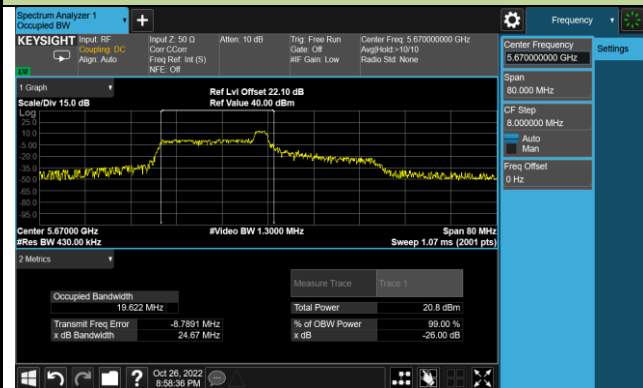 Spectrum Analyzer 1
Occupied BW
+
Frequency
KEYSIGHT
Input: RF
Coupling: DC
Align: Auto
Input Z: 50 Ω
Corr CCorr
Freq Ref: Int (S)
NFE: Off
Atten: 10 dB
Trig: Free Run
Gate: Off
#IF Gain: Low
Center Freq: 5.670000000 GHz
Avg|Hold:>10/10
Radio Std: None
Center Frequency
5.670000000 GHz
Settings
Span
80.000 MHz
CF Step
8.000000 MHz
Auto
Man
Freq Offset
0 Hz
1 Graph
Scale/Div 15.0 dB
Ref Lvl Offset 22.10 dB
Ref Value 40.00 dBm
Log
25.0
10.0
-5.00
-20.0
-35.0
-50.0
-65.0
-80.0
-95.0
Center 5.67000 GHz
#Video BW 1.3000 MHz
Span 80 MHz
#Res BW 430.00 kHz
Sweep 1.07 ms (2001 pts)
2 Metrics
Measure Trace
Trace 1
Occupied Bandwidth
19.622 MHz
Total Power
20.8 dBm
Transmit Freq Error
-8.7891 MHz
% of OBW Power
99.00 %
x dB Bandwidth
24.67 MHz
x dB
-26.00 dB
?
Oct 26, 2022
8:58:36 PM